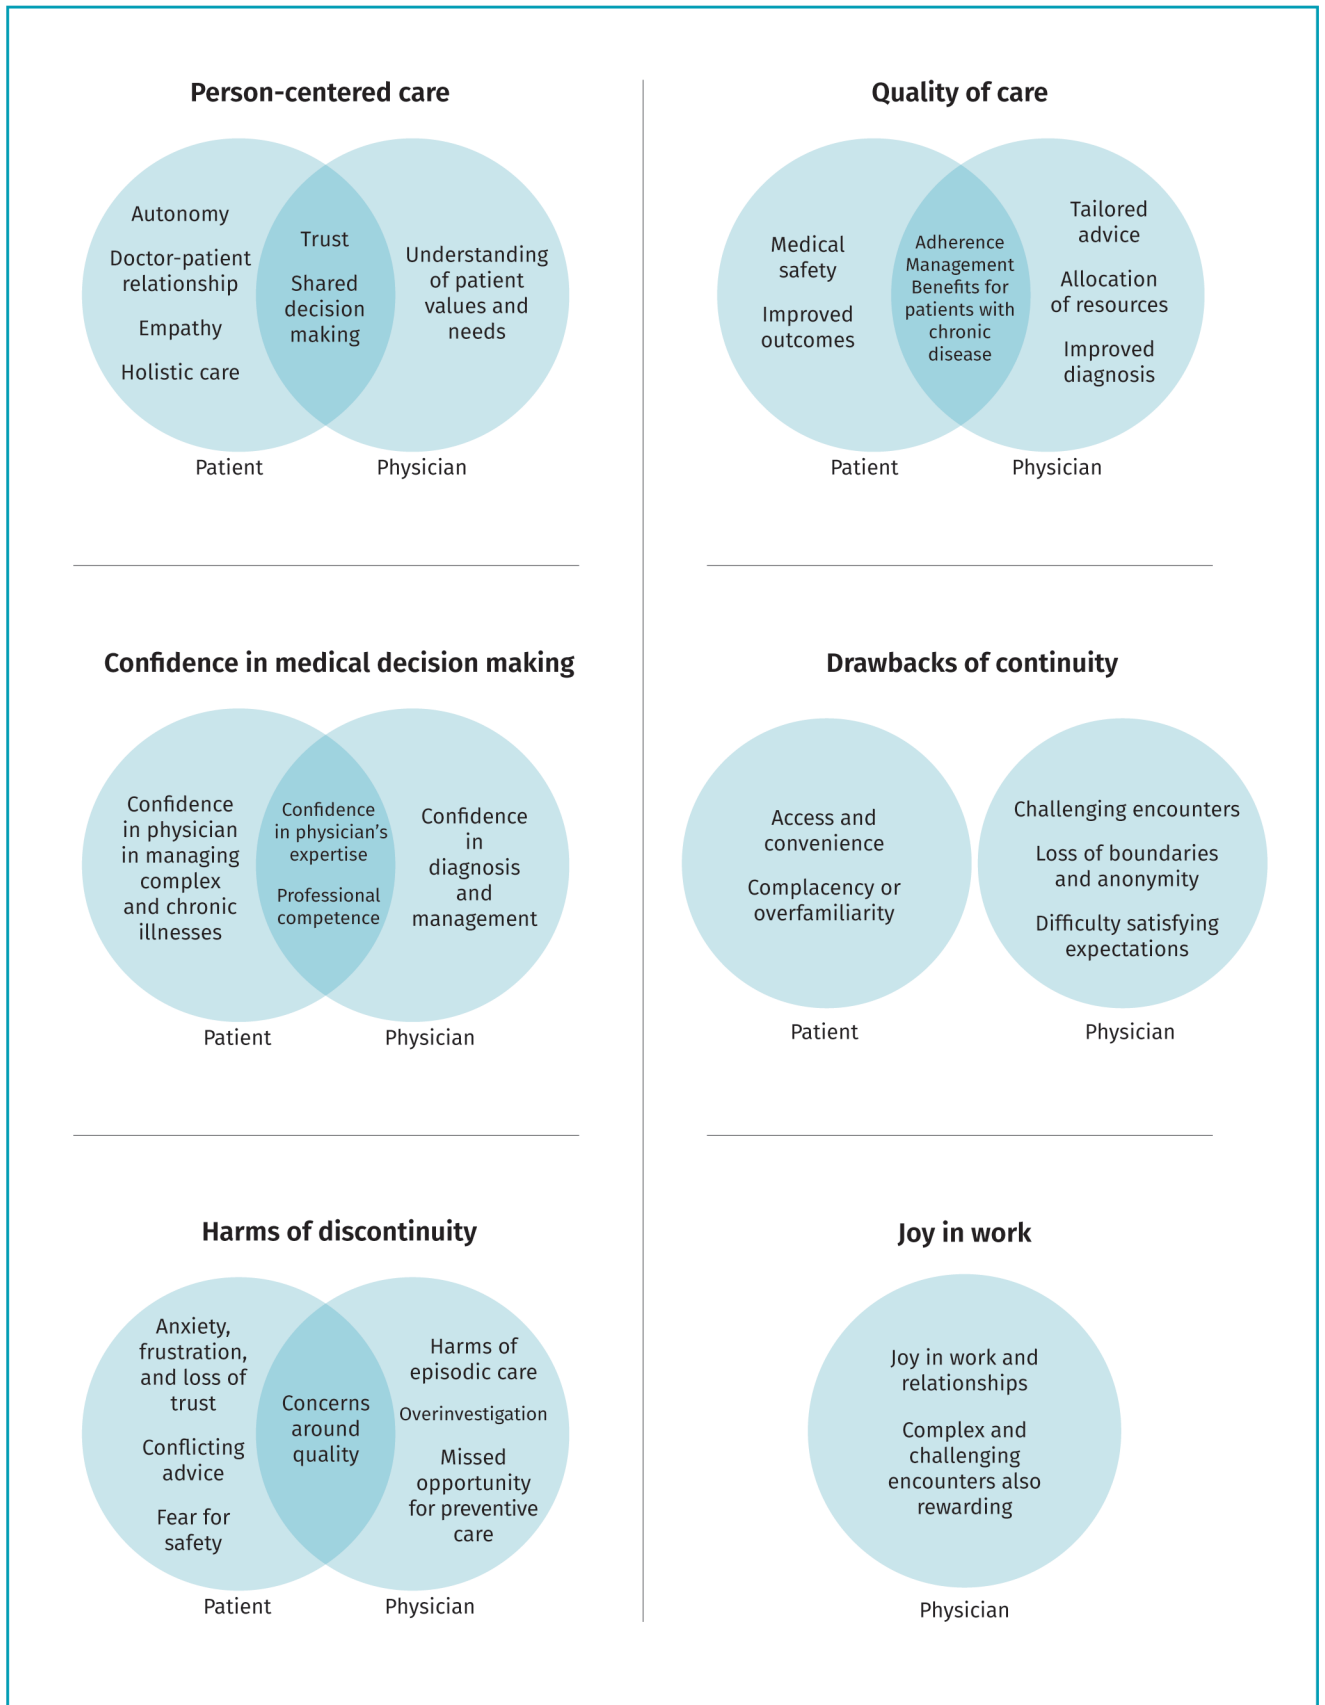 Person-centered care
Autonomy
Doctor-patient
relationship
Empathy
Holistic care
Trust
Shared
decision
making
Understanding
of patient
values and
needs
Patient
Physician
Quality of care
Medical
safety
Improved
outcomes
Adherence
Management
Benefits for
patients with
chronic
disease
Tailored
advice
Allocation
of resources
Improved
diagnosis
Patient
Physician
Confidence in medical decision making
Confidence
in physician
in managing
complex
and chronic
illnesses
Confidence
in physician’s
expertise
Professional
competence
Confidence
in
diagnosis
and
management
Patient
Physician
Drawbacks of continuity
Access and
convenience
Complacency or
overfamiliarity
Challenging encounters
Loss of boundaries
and anonymity
Difficulty satisfying
expectations
Patient
Physician
Harms of discontinuity
Anxiety,
frustration,
and loss of
trust
Conflicting
advice
Fear for
safety
Concerns
around
quality
Harms of
episodic care
Overinvestigation
Missed
opportunity
for preventive
care
Patient
Physician
Joy in work
Joy in work and
relationships
Complex and
challenging
encounters also
rewarding
Physician